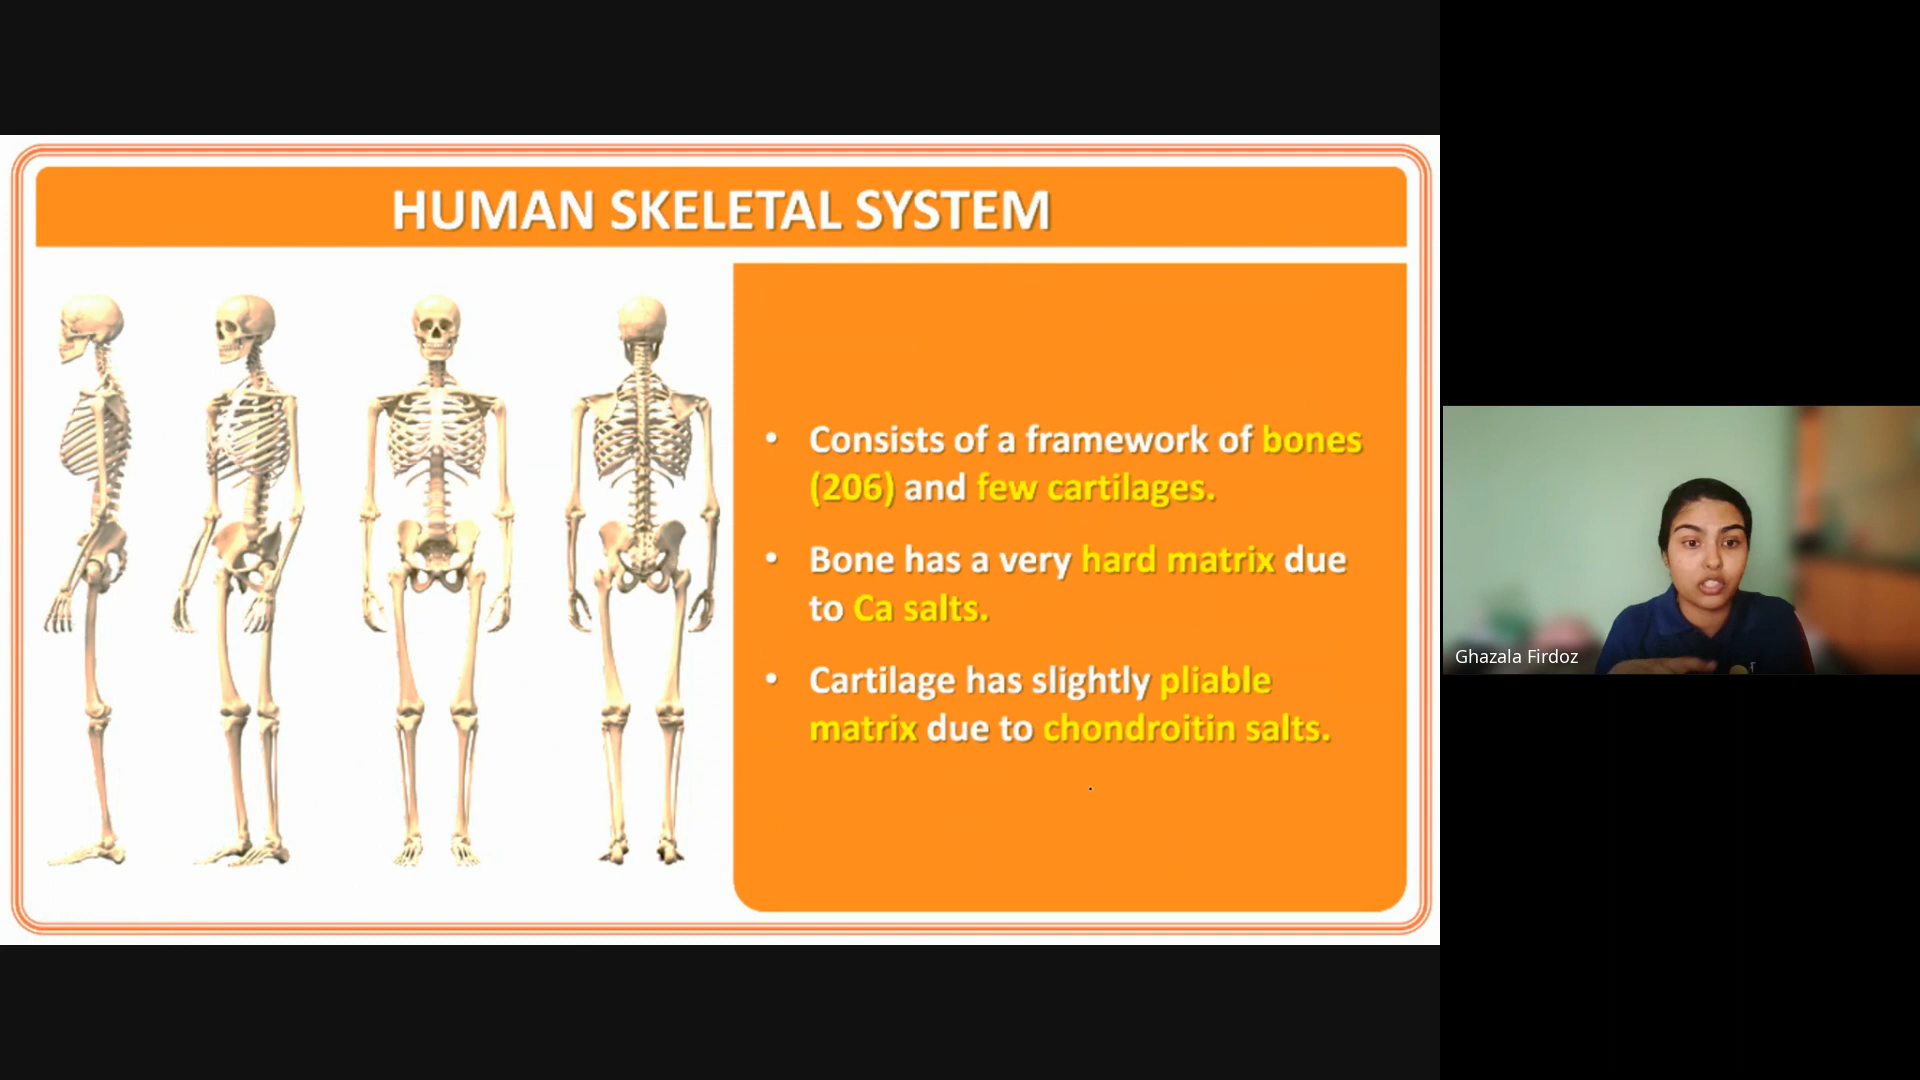 HUMAN SKELETAL SYSTEM
• Consists of a framework of bones
(206) and few cartilages.
• Bone has a very hard matrix due
to Ca salts.
• Cartilage has slightly pliable
matrix due to chondroitin salts.
Ghazala Firdoz